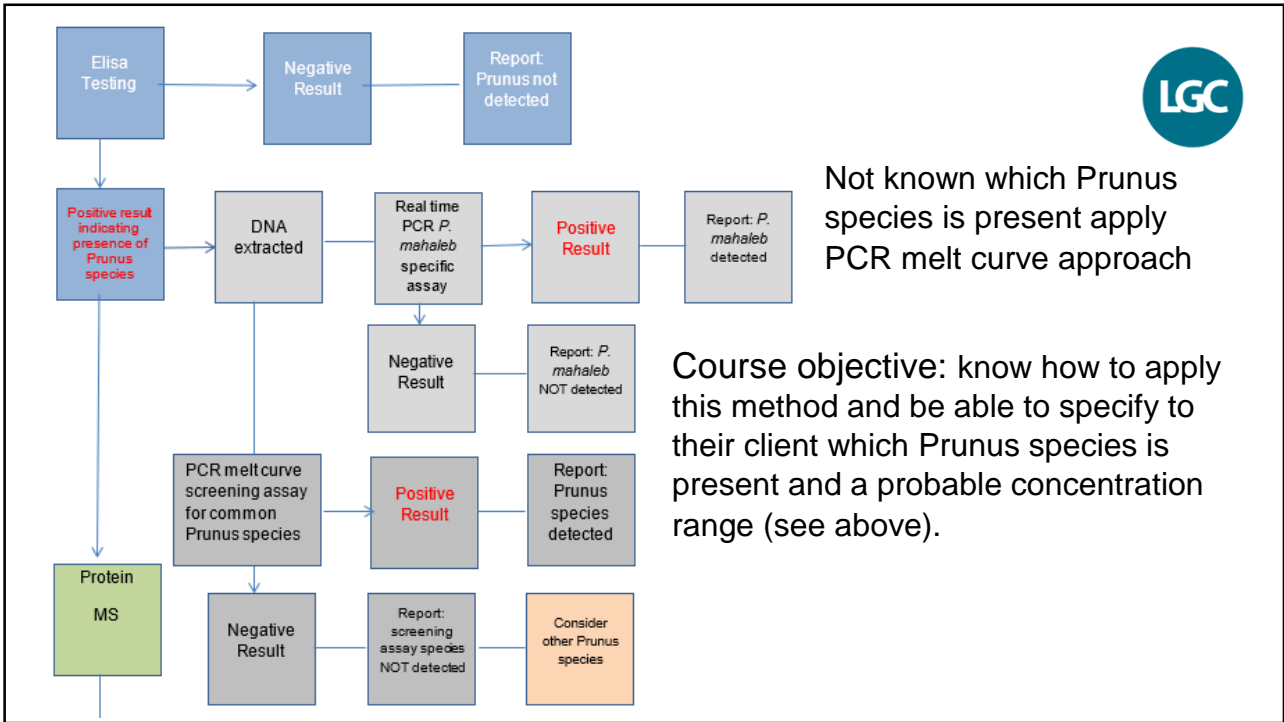 Elisa
Testing
Negative
Result
Report:
Prunus not
detected
LGC
Positive result
indicating
presence of
Prunus
species
DNA
extracted
Real time
PCR P.
mahaleb
specific
assay
Positive
Result
Report: P.
mahaleb
detected
Not known which Prunus
species is present apply
PCR melt curve approach
Negative
Result
Report: P.
mahaleb
NOT detected
Course objective: know how to apply
this method and be able to specify to
their client which Prunus species is
present and a probable concentration
range (see above).
PCR melt curve
screening assay
for common
Prunus species
Positive
Result
Report:
Prunus
species
detected
Protein
MS
Negative
Result
Report:
screening
assay species
NOT detected
Consider
other Prunus
species